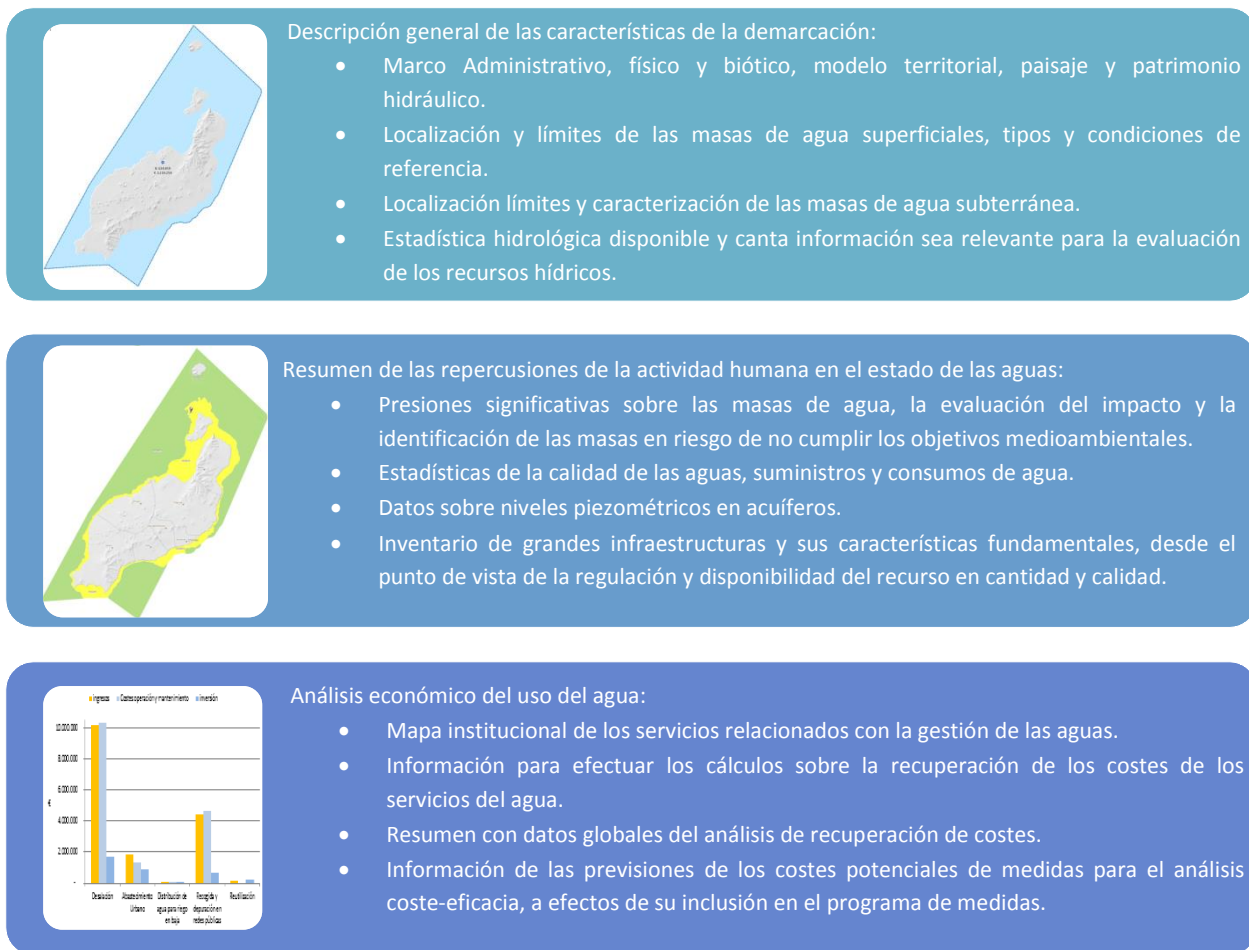 Descripción general de las características de la demarcación:
• Marco Administrativo, físico y biótico, modelo territorial, paisaje y patrimonio
hidráulico.
• Localización y límites de las masas de agua superficiales, tipos y condiciones de
referencia.
• Localización límites y caracterización de las masas de agua subterránea.
• Estadística hidrológica disponible y canta información sea relevante para la evaluación
de los recursos hídricos.
Resumen de las repercusiones de la actividad humana en el estado de las aguas:
• Presiones significativas sobre las masas de agua, la evaluación del impacto y la
identificación de las masas en riesgo de no cumplir los objetivos medioambientales.
• Estadísticas de la calidad de las aguas, suministros y consumos de agua.
• Datos sobre niveles piezométricos en acuíferos.
• Inventario de grandes infraestructuras y sus características fundamentales, desde el
punto de vista de la regulación y disponibilidad del recurso en cantidad y calidad.
ingresos Costes operación y mantenimiento inversión
10.000.000
8.000.000
6.000.000
€
4.000.000
2.000.000
-
Desalación
Abastecimiento
Urbano
Distribución de
agua para riego
en baja
Recogida y
depuración en
redes públicas
Reutilización
Análisis económico del uso del agua:
• Mapa institucional de los servicios relacionados con la gestión de las aguas.
• Información para efectuar los cálculos sobre la recuperación de los costes de los
servicios del agua.
• Resumen con datos globales del análisis de recuperación de costes.
• Información de las previsiones de los costes potenciales de medidas para el análisis
coste-eficacia, a efectos de su inclusión en el programa de medidas.